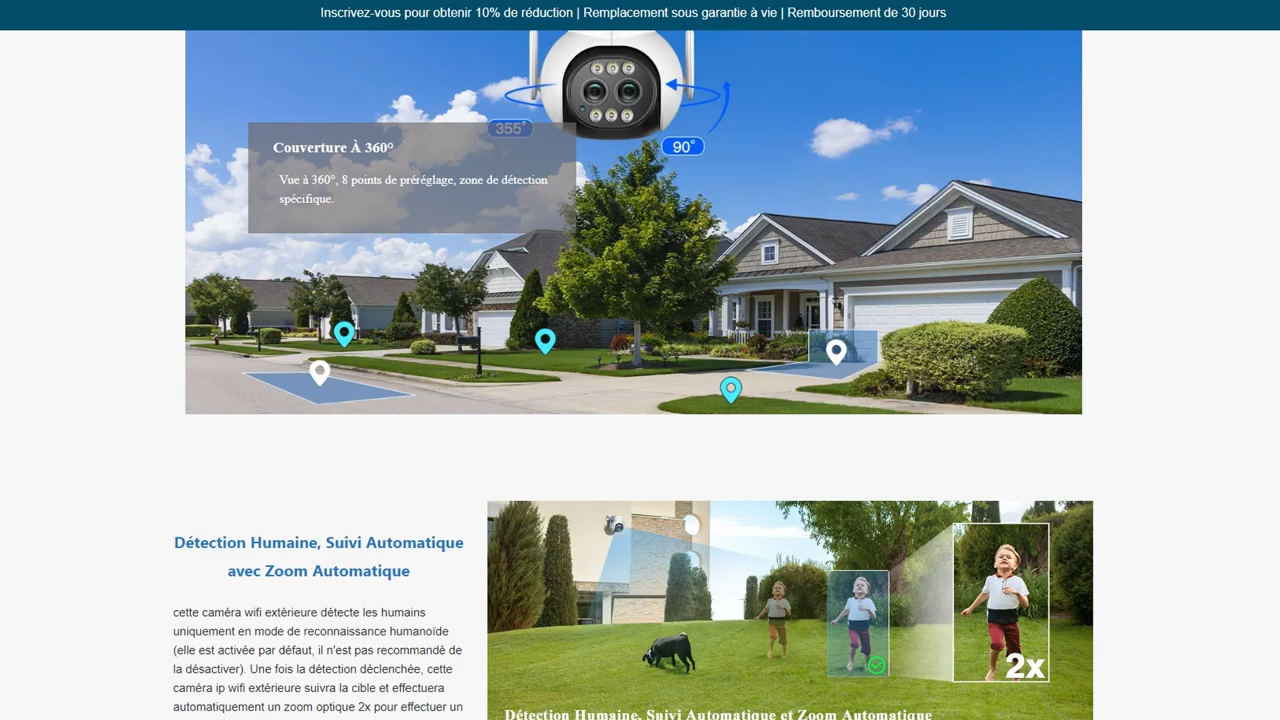 Inscrivez-vous pour obtenir 10% de réduction | Remplacement sous garantie à vie | Remboursement de 30 jours
355°
90°
Couverture À 360°
Vue à 360°, 8 points de préréglage, zone de détection
spécifique.
Détection Humaine, Suivi Automatique
avec Zoom Automatique
cette caméra wifi extérieure détecte les humains
uniquement en mode de reconnaissance humanoïde
(elle est activée par défaut, il n'est pas recommandé de
la désactiver). Une fois la détection déclenchée, cette
caméra ip wifi extérieure suivra la cible et effectuera
automatiquement un zoom optique 2x pour effectuer un
2x
Détection Humaine, Suivi Automatique et Zoom Automatique